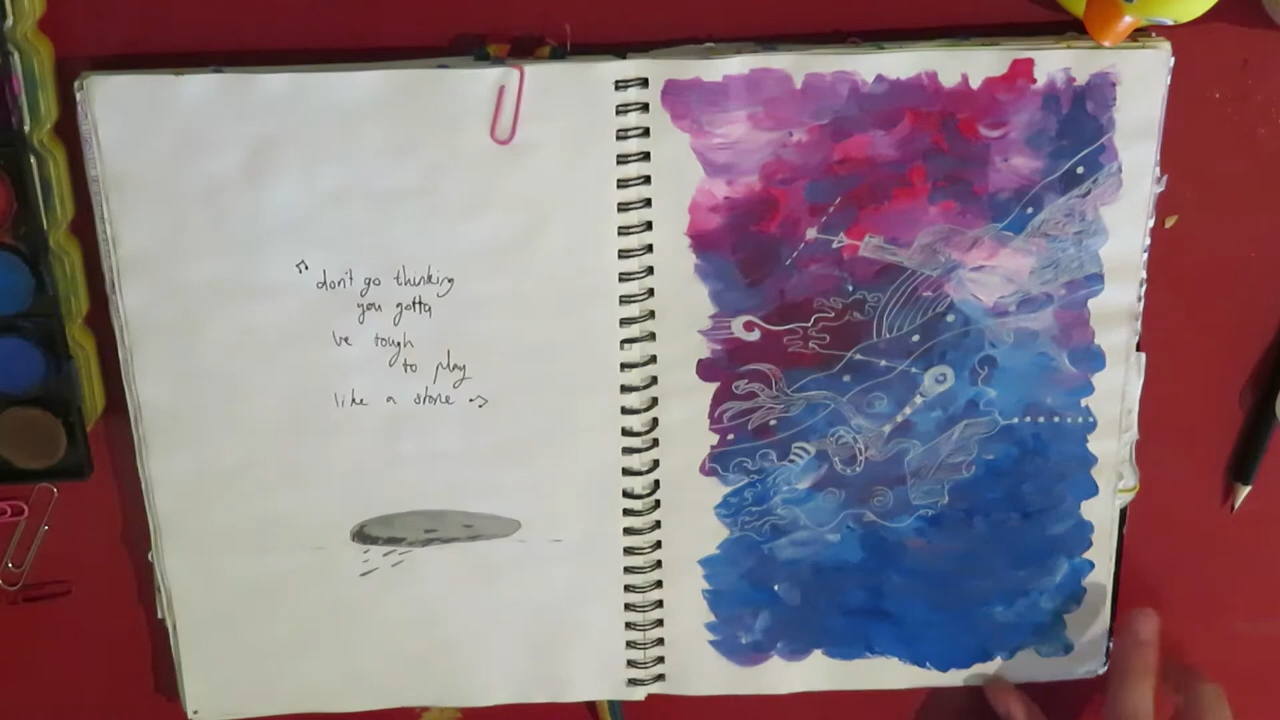 don't go thinking
you gotta
be tough
to play
like a stone